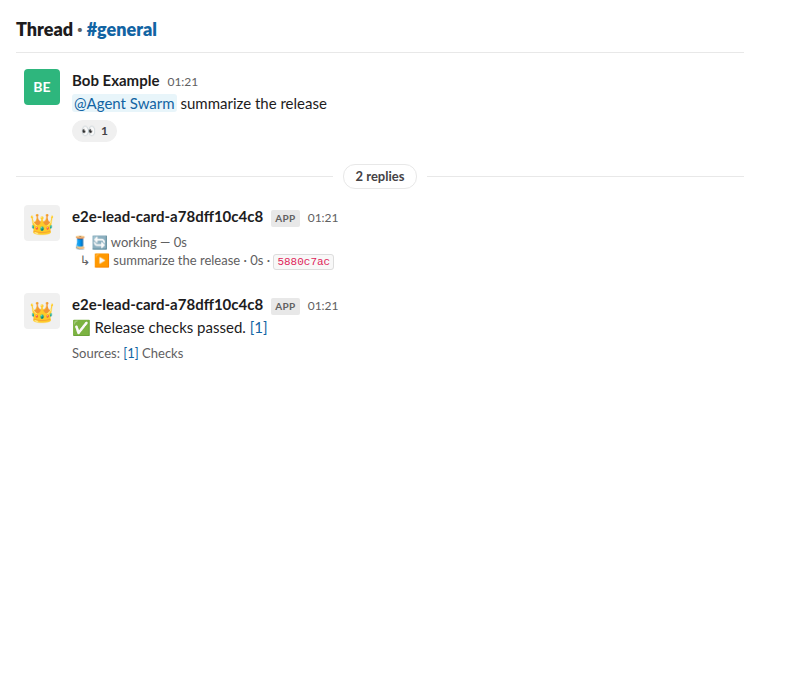 Thread • #general
BE
Bob Example 01:21
@Agent Swarm summarize the release
👀 1
2 replies
e2e-lead-card-a78dff10c4c8 APP 01:21
🧵 🔄 working — 0s
↳ ▶️ summarize the release · 0s · 5880c7ac
e2e-lead-card-a78dff10c4c8 APP 01:21
✅ Release checks passed. [1]
Sources: [1] Checks